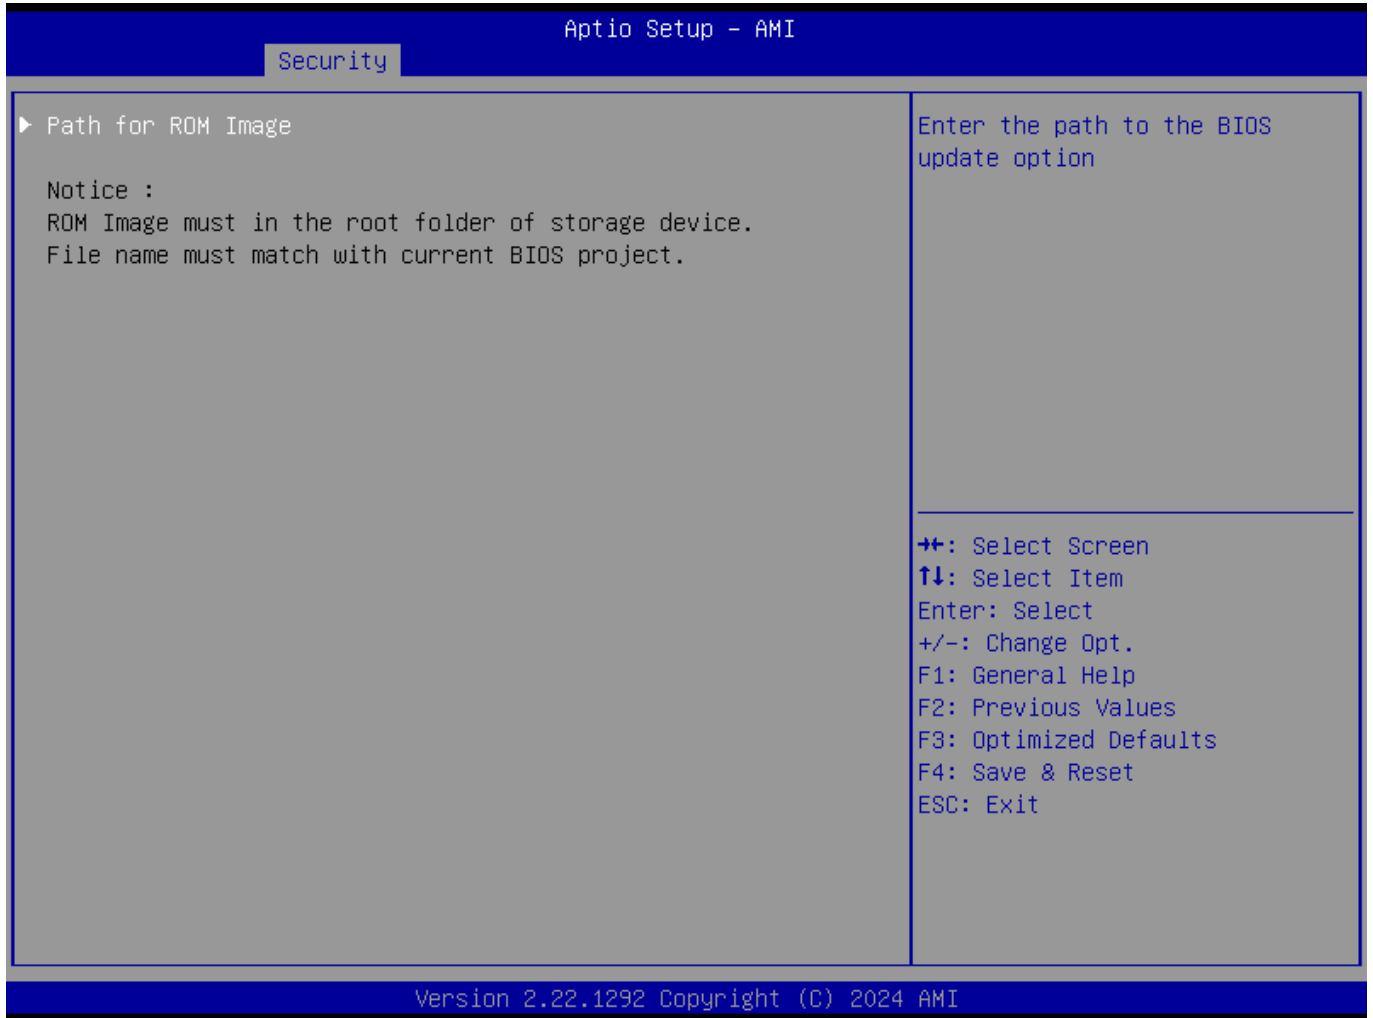 Aptio Setup – AMI
Security
▶ Path for ROM Image
Notice :
ROM Image must in the root folder of storage device.
File name must match with current BIOS project.
Enter the path to the BIOS
update option
→←: Select Screen
↑↓: Select Item
Enter: Select
+/-: Change Opt.
F1: General Help
F2: Previous Values
F3: Optimized Defaults
F4: Save & Reset
ESC: Exit
Version 2.22.1292 Copyright (C) 2024 AMI